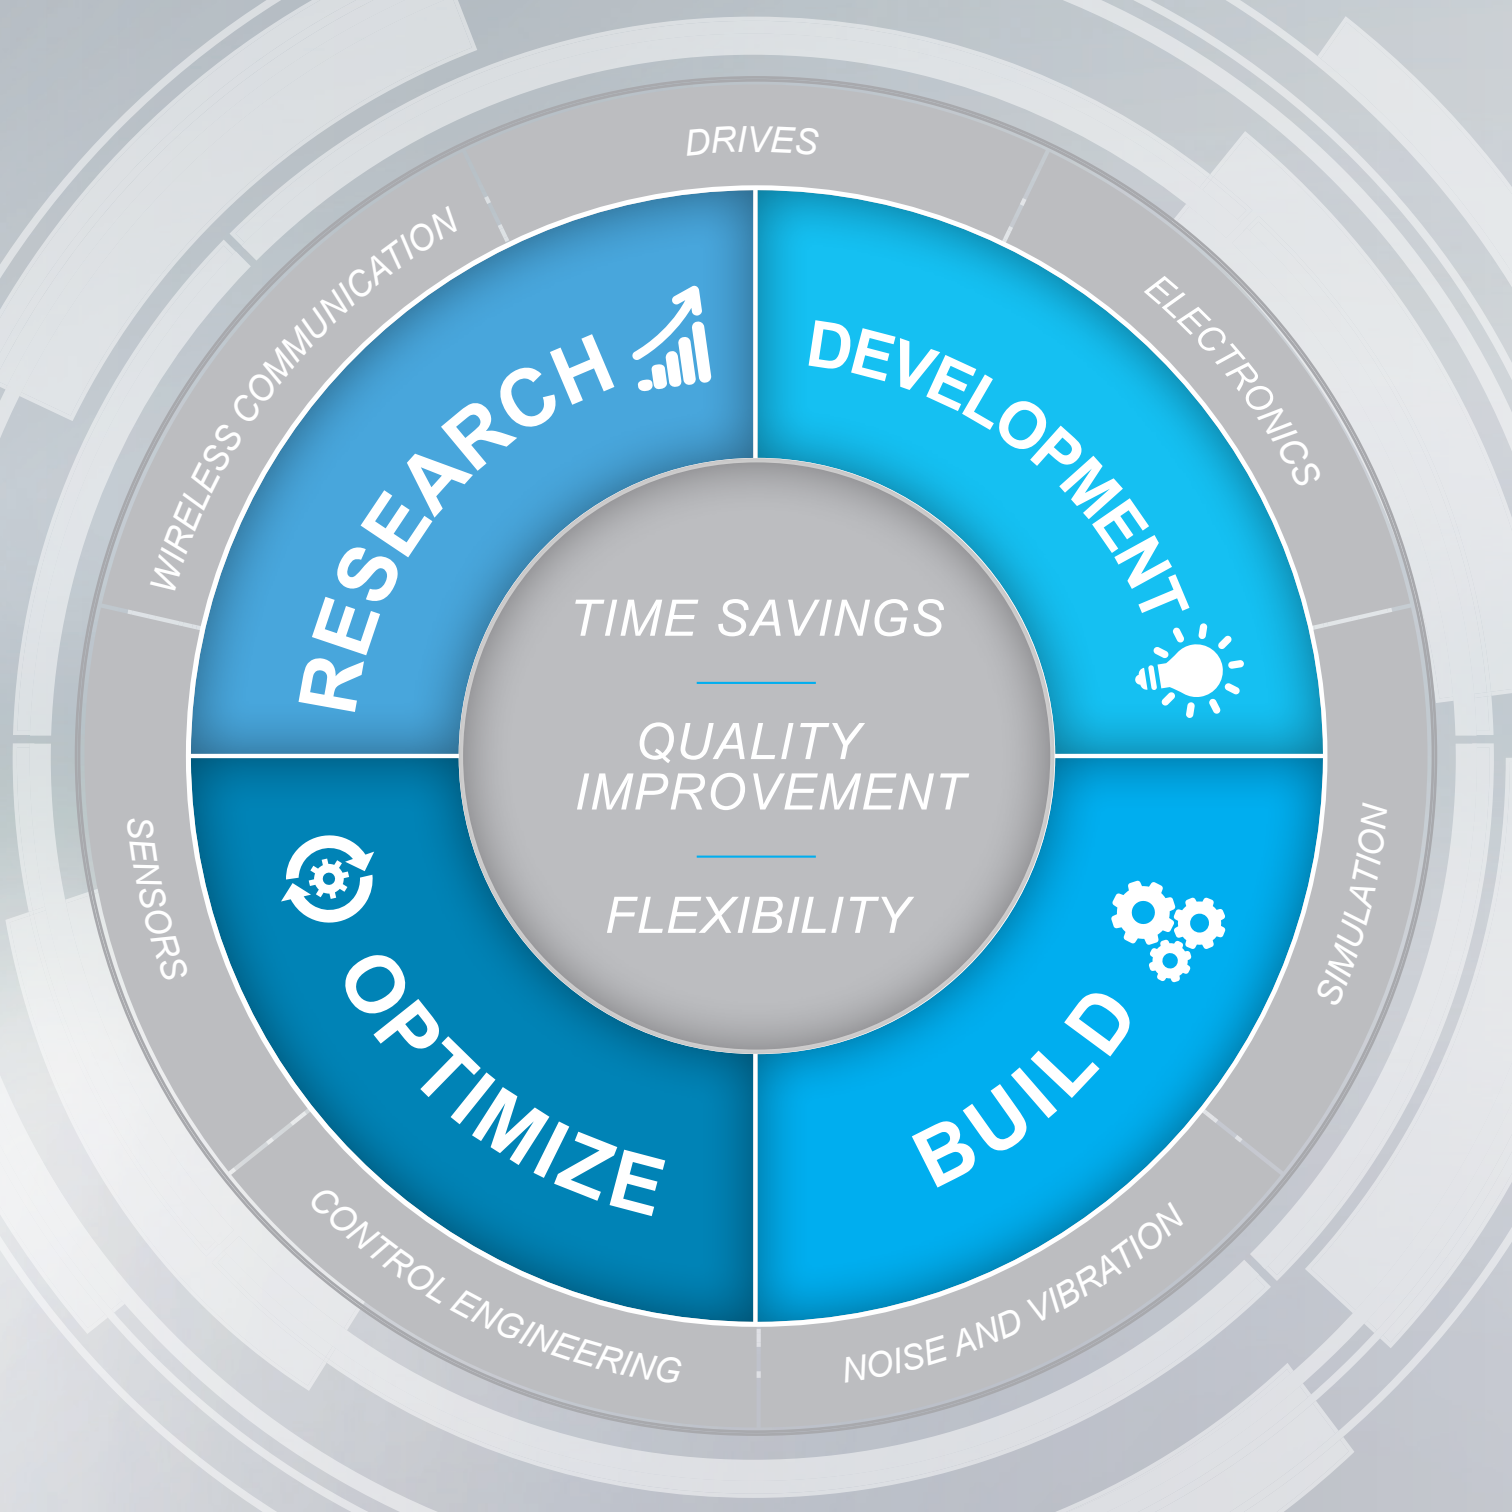 DRIVES
ELECTRONICS
SIMULATION
NOISE AND VIBRATION
CONTROL ENGINEERING
SENSORS
WIRELESS COMMUNICATION
RESEARCH
DEVELOPMENT
BUILD
OPTIMIZE
TIME SAVINGS
QUALITY
IMPROVEMENT
FLEXIBILITY